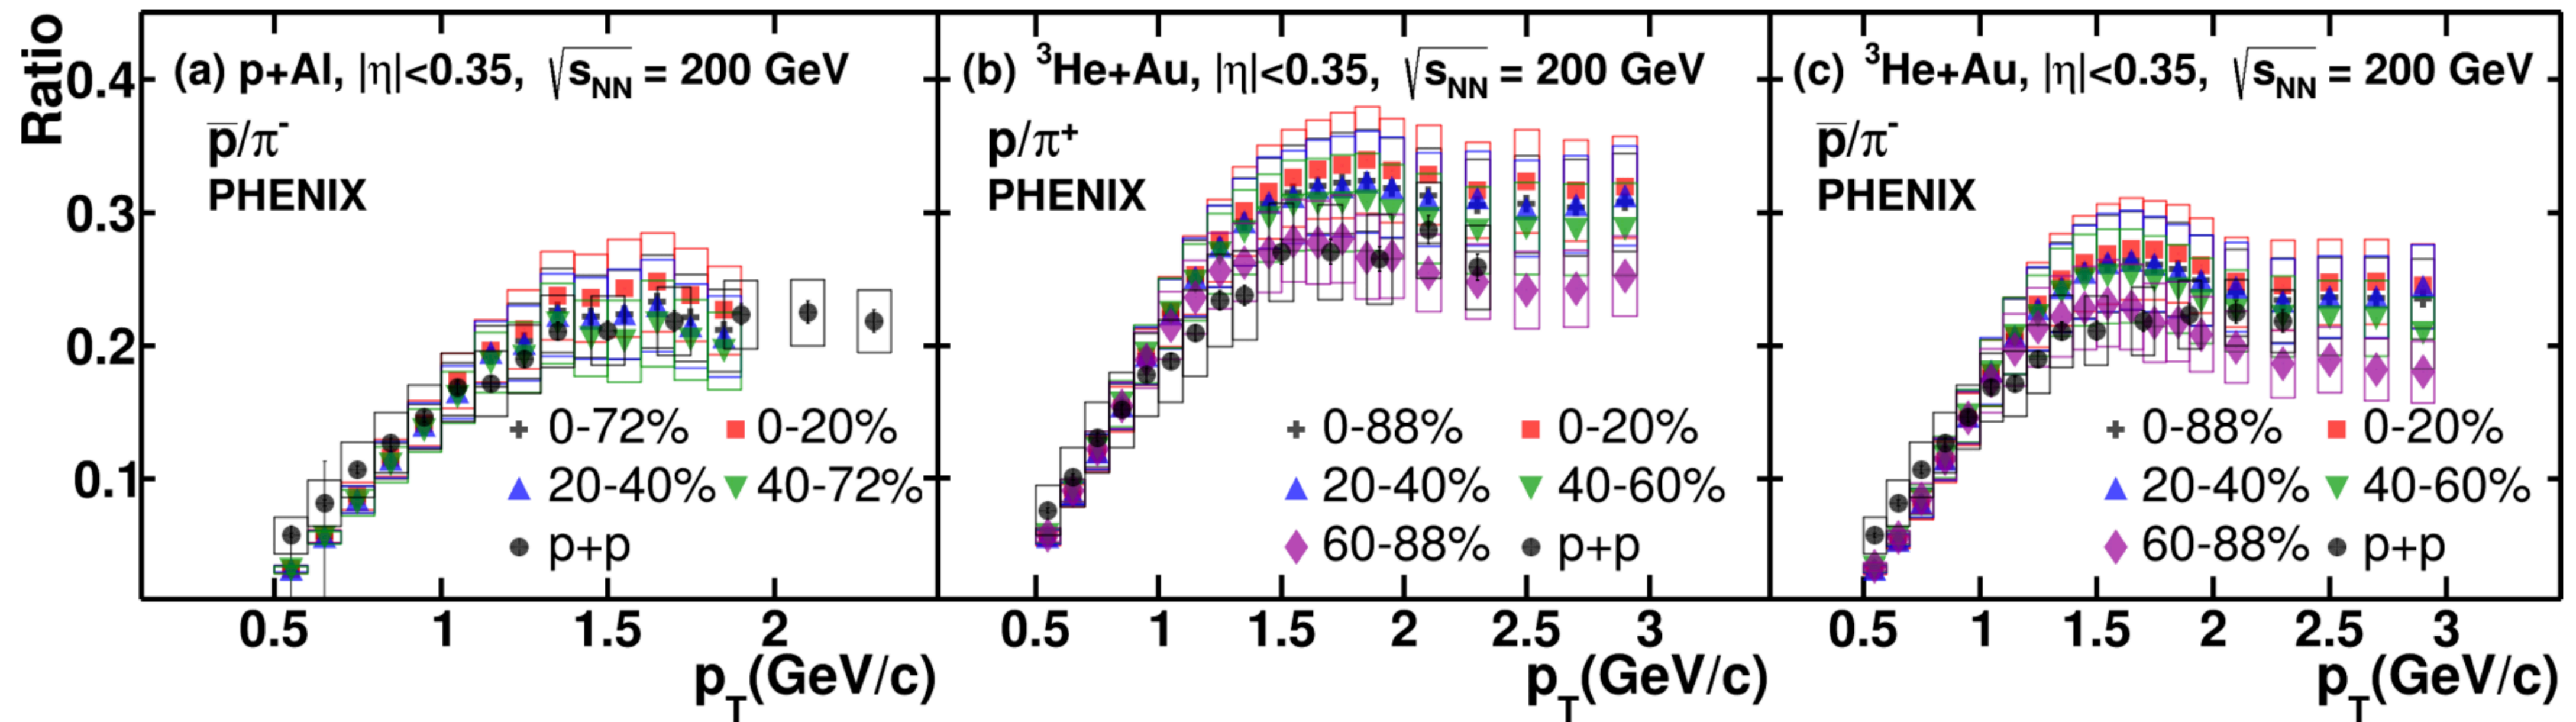 Ratio
0.4
0.3
0.2
0.1
(a) p+Al, |η|<0.35, √sNN = 200 GeV
p̅/π-
PHENIX
0-72% 0-20%
20-40% 40-72%
p+p
0.5 1 1.5 2
pT(GeV/c)
(b) 3He+Au, |η|<0.35, √sNN = 200 GeV
p/π+
PHENIX
0-88% 0-20%
20-40% 40-60%
60-88% p+p
0.5 1 1.5 2 2.5 3
pT(GeV/c)
(c) 3He+Au, |η|<0.35, √sNN = 200 GeV
p̅/π-
PHENIX
0-88% 0-20%
20-40% 40-60%
60-88% p+p
0.5 1 1.5 2 2.5 3
pT(GeV/c)